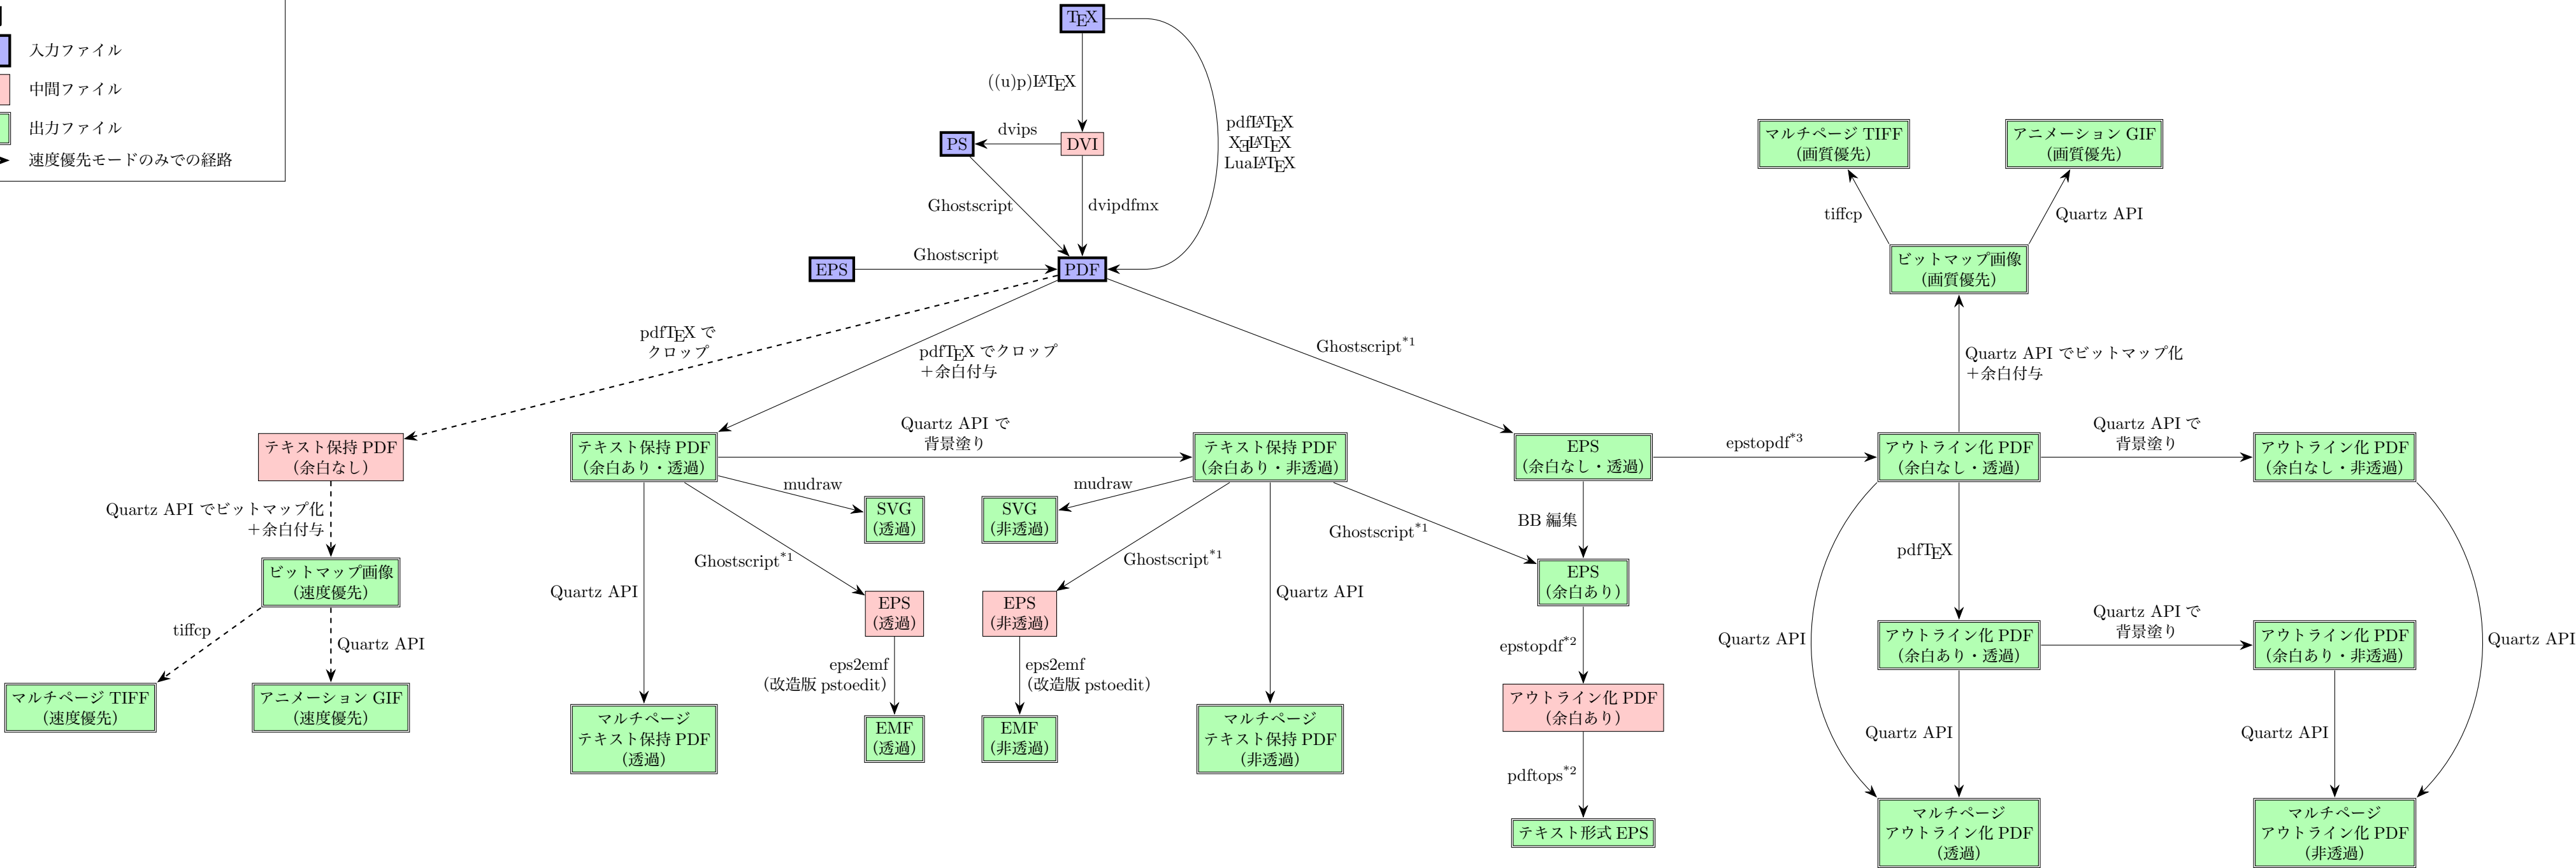 入力ファイル
中間ファイル
出力ファイル
速度優先モードのみでの経路
TEX
((u)p)LATEX
pdfLATEX
XƎLATEX
LuaLATEX
PS
dvips
DVI
Ghostscript
dvipdfmx
EPS
Ghostscript
PDF
マルチページ TIFF
(画質優先)
アニメーション GIF
(画質優先)
tiffcp
Quartz API
ビットマップ画像
(画質優先)
pdfTEX で
クロップ
pdfTEX でクロップ
＋余白付与
Ghostscript*1
Quartz API でビットマップ化
＋余白付与
テキスト保持 PDF
(余白なし)
テキスト保持 PDF
(余白あり・透過)
Quartz API で
背景塗り
テキスト保持 PDF
(余白あり・非透過)
EPS
(余白なし・透過)
epstopdf*3
アウトライン化 PDF
(余白なし・透過)
Quartz API で
背景塗り
アウトライン化 PDF
(余白なし・非透過)
Quartz API でビットマップ化
＋余白付与
mudraw
SVG
(透過)
mudraw
SVG
(非透過)
Ghostscript*1
BB 編集
Ghostscript*1
Ghostscript*1
pdfTEX
ビットマップ画像
(速度優先)
Quartz API
EPS
(透過)
EPS
(非透過)
Quartz API
EPS
(余白あり)
tiffcp
Quartz API
eps2emf
(改造版 pstoedit)
eps2emf
(改造版 pstoedit)
epstopdf*2
Quartz API
アウトライン化 PDF
(余白あり・透過)
Quartz API で
背景塗り
アウトライン化 PDF
(余白あり・非透過)
Quartz API
マルチページ TIFF
(速度優先)
アニメーション GIF
(速度優先)
マルチページ
テキスト保持 PDF
(透過)
EMF
(透過)
EMF
(非透過)
マルチページ
テキスト保持 PDF
(非透過)
アウトライン化 PDF
(余白あり)
Quartz API
Quartz API
pdftops*2
テキスト形式 EPS
マルチページ
アウトライン化 PDF
(透過)
マルチページ
アウトライン化 PDF
(非透過)